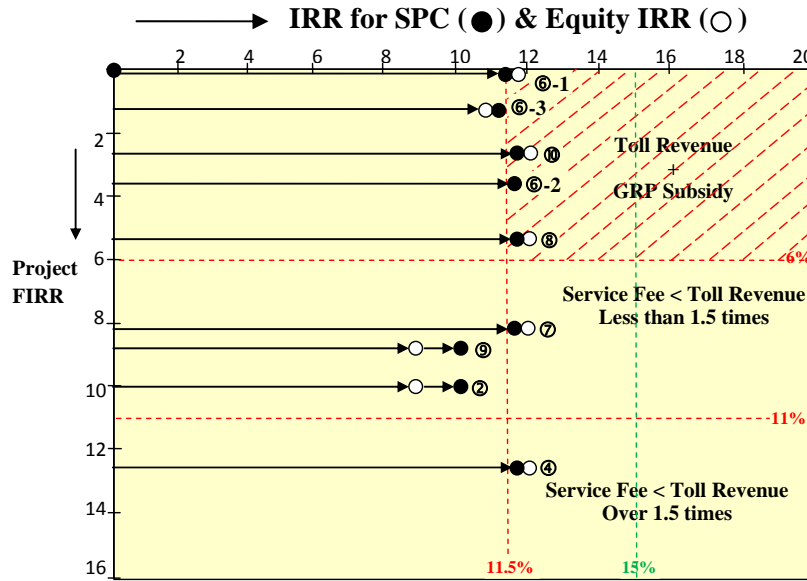 IRR for SPC ( ● ) & Equity IRR ( ○ )
2 4 6 8 10 12 14 16 18 20
⑥-1
⑥-3
2
Toll Revenue
⑩
+
⑥-2
GRP Subsidy
4
⑧
6
6%
Project
FIRR
Service Fee < Toll Revenue
Less than 1.5 times
8
⑦
⑨
10
②
11%
12
④
Service Fee < Toll Revenue
Over 1.5 times
14
16
11.5%
15%